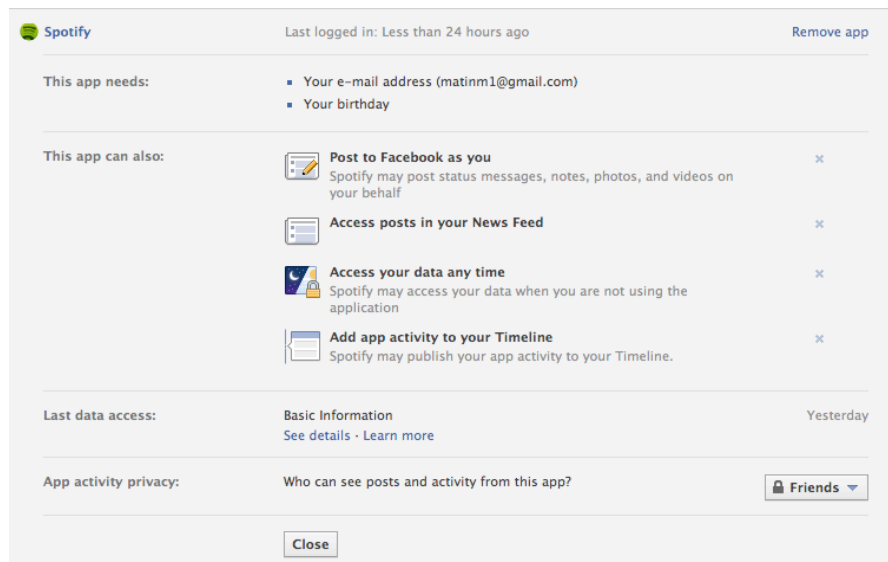 Spotify Last logged in: Less than 24 hours ago Remove app
This app needs: Your e-mail address (matinm1@gmail.com)
Your birthday
This app can also: Post to Facebook as you
Spotify may post status messages, notes, photos, and videos on
your behalf
Access posts in your News Feed
Access your data any time
Spotify may access your data when you are not using the
application
Add app activity to your Timeline
Spotify may publish your app activity to your Timeline.
Last data access: Basic Information Yesterday
See details · Learn more
App activity privacy: Who can see posts and activity from this app? Friends
Close